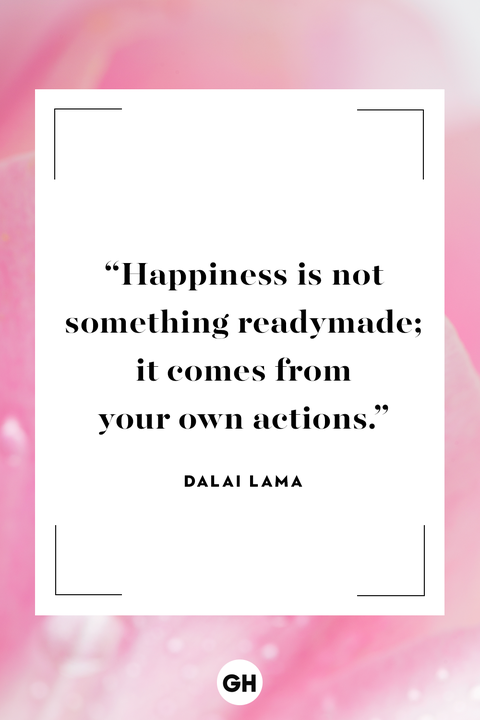 “Happiness is not
something readymade;
it comes from
your own actions.”
DALAI LAMA
GH